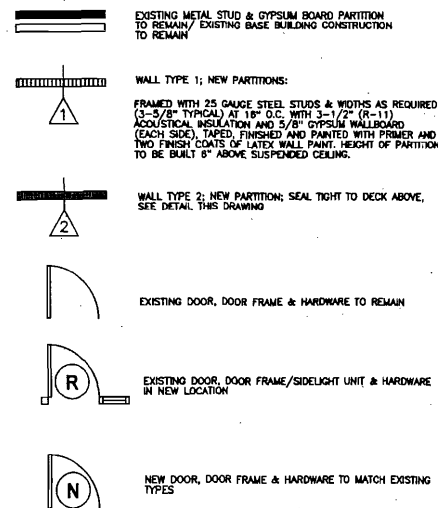 EXISTING METAL STUD & GYPSUM BOARD PARTITION
TO REMAIN/ EXISTING BASE BUILDING CONSTRUCTION
TO REMAIN
WALL TYPE 1; NEW PARTITIONS:
1
FRAMED WITH 25 GAUGE STEEL STUDS & WIDTHS AS REQUIRED
(3-5/8" TYPICAL) AT 16" O.C. WITH 3-1/2" (R-11)
ACOUSTICAL INSULATION AND 5/8" GYPSUM WALLBOARD
(EACH SIDE), TAPED, FINISHED AND PAINTED WITH PRIMER AND
TWO FINISH COATS OF LATEX WALL PAINT. HEIGHT OF PARTITION
TO BE BUILT 6" ABOVE SUSPENDED CEILING.
WALL TYPE 2; NEW PARTITION; SEAL TIGHT TO DECK ABOVE,
SEE DETAIL THIS DRAWING
2
EXISTING DOOR, DOOR FRAME & HARDWARE TO REMAIN
R
EXISTING DOOR, DOOR FRAME/SIDELIGHT UNIT & HARDWARE
IN NEW LOCATION
N
NEW DOOR, DOOR FRAME & HARDWARE TO MATCH EXISTING
TYPES